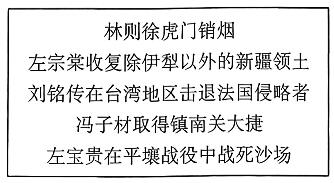 林则徐虎门销烟
左宗棠收复除伊犁以外的新疆领土
刘铭传在台湾地区击退法国侵略者
冯子材取得镇南关大捷
左宝贵在平壤战役中战死沙场